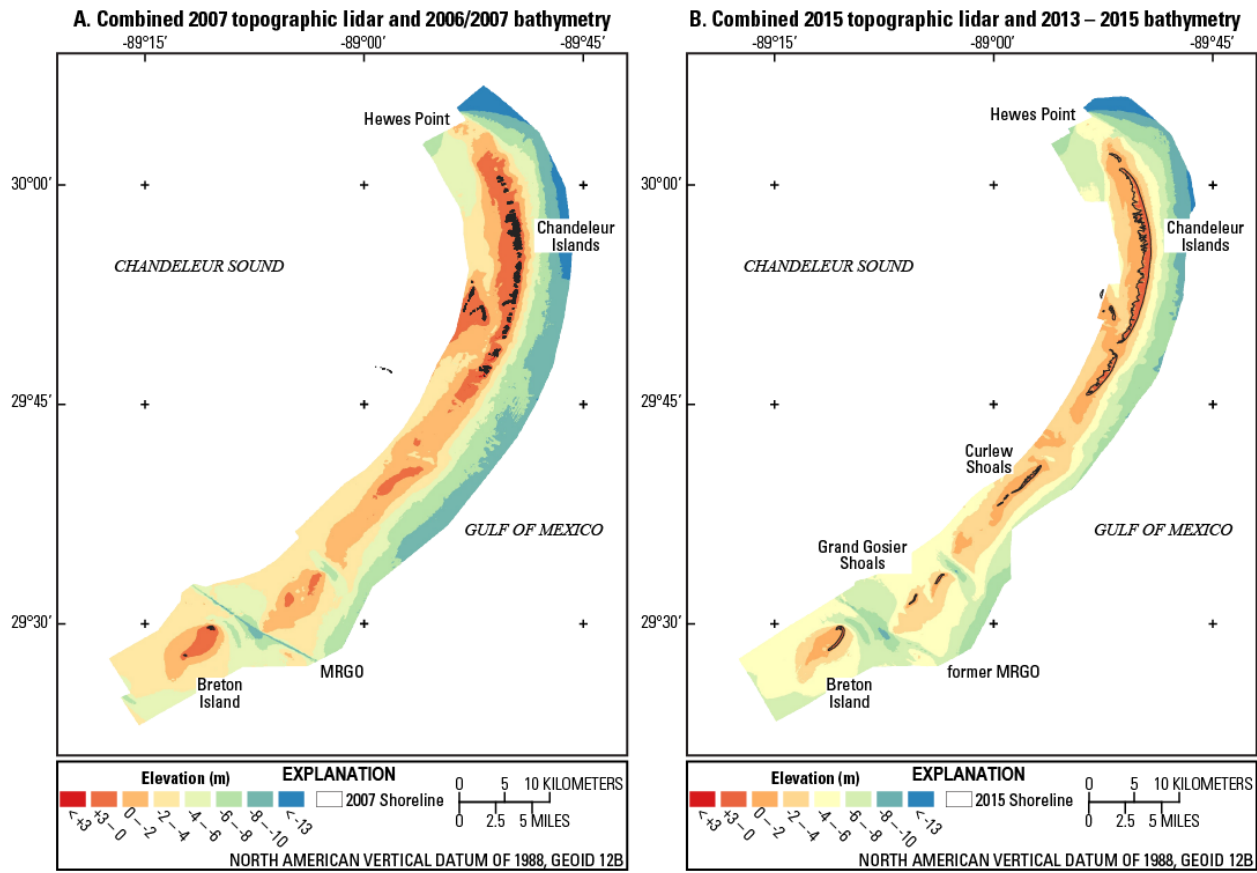 A. Combined 2007 topographic lidar and 2006/2007 bathymetry
-89°15′ -89°00′ -89°45′
Hewes Point
30°00′
Chandeleur
Islands
CHANDELEUR SOUND
29°45′
GULF OF MEXICO
29°30′
MRGO
Breton
Island
Elevation (m)
EXPLANATION
< +3
+3 – 0
0 – -2
-2 – -4
-4 – -6
-6 – -8
-8 – -10
<-13
2007 Shoreline
0 5 10 KILOMETERS
0 2.5 5 MILES
NORTH AMERICAN VERTICAL DATUM OF 1988, GEOID 12B
B. Combined 2015 topographic lidar and 2013 – 2015 bathymetry
-89°15′ -89°00′ -89°45′
Hewes Point
30°00′
Chandeleur
Islands
CHANDELEUR SOUND
29°45′
Curlew
Shoals
GULF OF MEXICO
Grand Gosier
Shoals
29°30′
former MRGO
Breton
Island
Elevation (m)
EXPLANATION
< +3
+3 – 0
0 – -2
-2 – -4
-4 – -6
-6 – -8
-8 – -10
<-13
2015 Shoreline
0 5 10 KILOMETERS
0 2.5 5 MILES
NORTH AMERICAN VERTICAL DATUM OF 1988, GEOID 12B